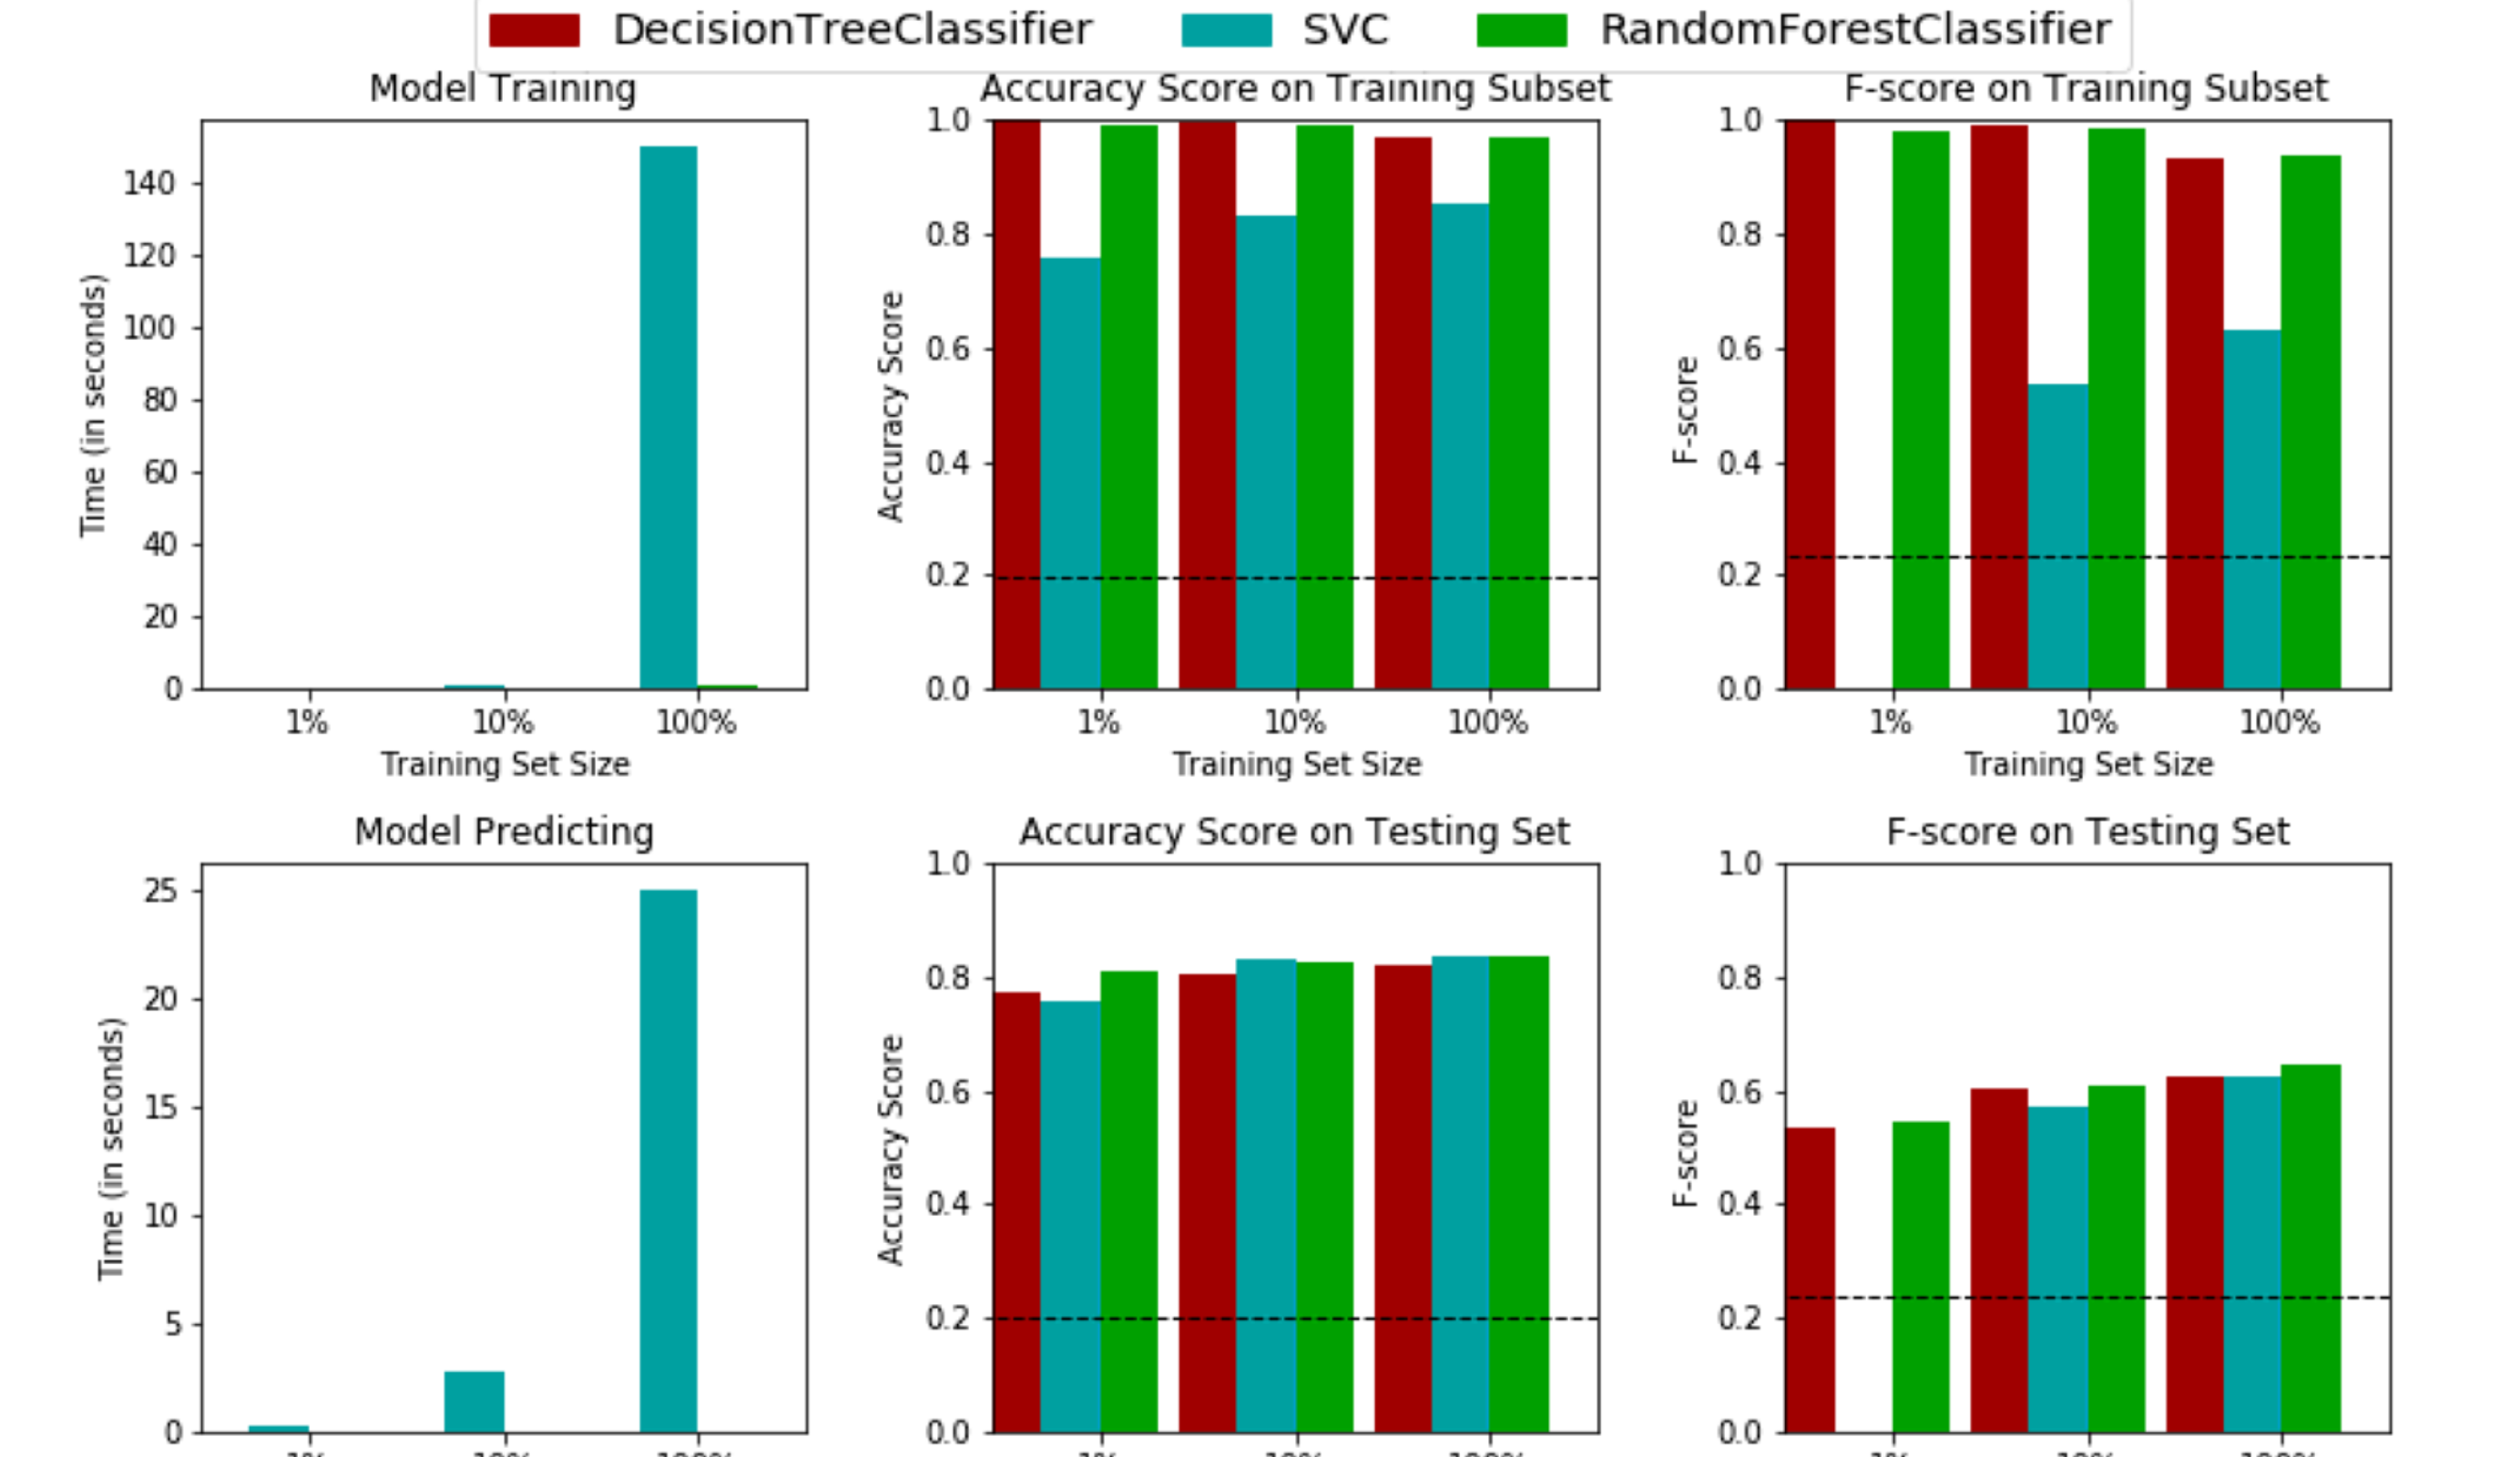 DecisionTreeClassifier SVC RandomForestClassifier
Model Training
140
120
100
80
60
40
20
0
Time (in seconds)
1% 10% 100%
Training Set Size
Accuracy Score on Training Subset
1.0
0.8
0.6
0.4
0.2
0.0
Accuracy Score
1% 10% 100%
Training Set Size
F-score on Training Subset
1.0
0.8
0.6
0.4
0.2
0.0
F-score
1% 10% 100%
Training Set Size
Model Predicting
25
20
15
10
5
0
Time (in seconds)
Accuracy Score on Testing Set
1.0
0.8
0.6
0.4
0.2
0.0
Accuracy Score
F-score on Testing Set
1.0
0.8
0.6
0.4
0.2
0.0
F-score